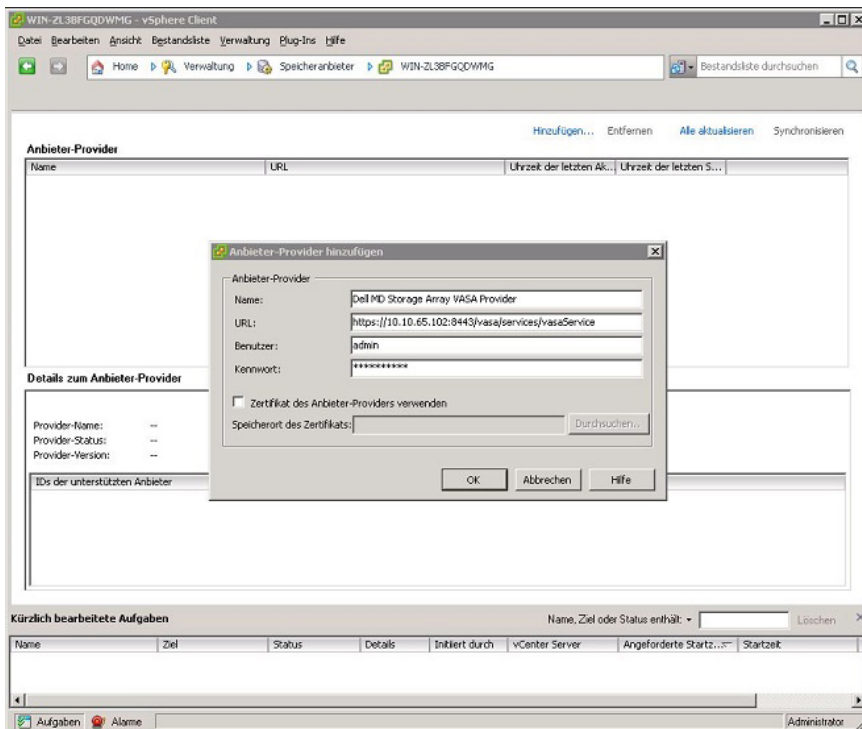 WIN-ZL3BFGQDWMG - vSphere Client
Datei Bearbeiten Ansicht Bestandsliste Verwaltung Plug-Ins Hilfe
Home Verwaltung Speicheranbieter WIN-ZL3BFGQDWMG Bestandsliste durchsuchen
Hinzufügen... Entfernen Alle aktualisieren Synchronisieren
Anbieter-Provider
Name URL Uhrzeit der letzten Ak... Uhrzeit der letzten S...
Anbieter-Provider hinzufügen
Anbieter-Provider
Name: Dell MD Storage Array VASA Provider
URL: https://10.10.65.102:8443/vasa/services/vasaService
Benutzer: admin
Kennwort: **********
Zertifikat des Anbieter-Providers verwenden
Speicherort des Zertifikats: Durchsuchen..
OK Abbrechen Hilfe
Details zum Anbieter-Provider
Provider-Name: --
Provider-Status: --
Provider-Version: --
IDs der unterstützten Anbieter
Kürzlich bearbeitete Aufgaben Name, Ziel oder Status enthält: Löschen
Name Ziel Status Details Initiiert durch vCenter Server Angeforderte Startz... Startzeit
Aufgaben Alarme Administrator